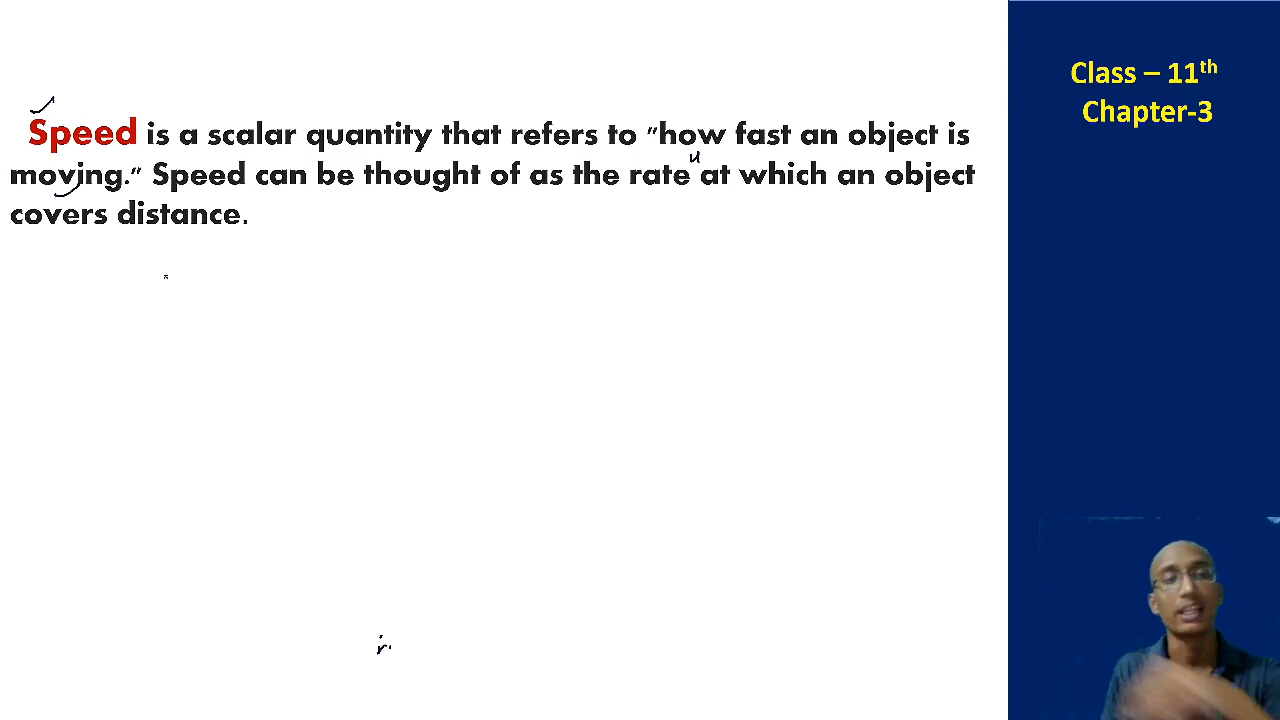 Speed is a scalar quantity that refers to "how fast an object is
moving." Speed can be thought of as the rate at which an object
covers distance.
Class – 11th
Chapter-3